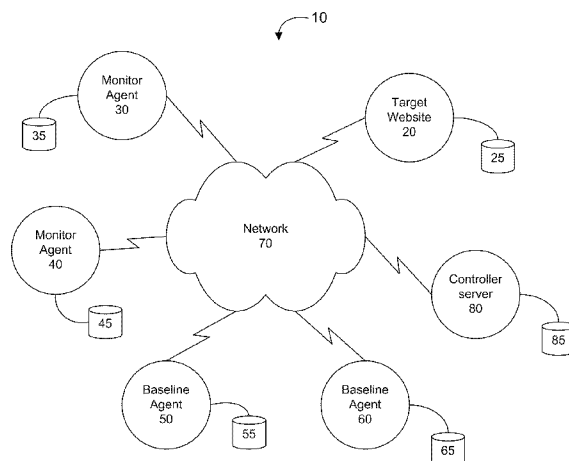 10
Monitor
Agent
30
35
Target
Website
20
25
Network
70
Monitor
Agent
40
45
Controller
server
80
85
Baseline
Agent
50
55
Baseline
Agent
60
65